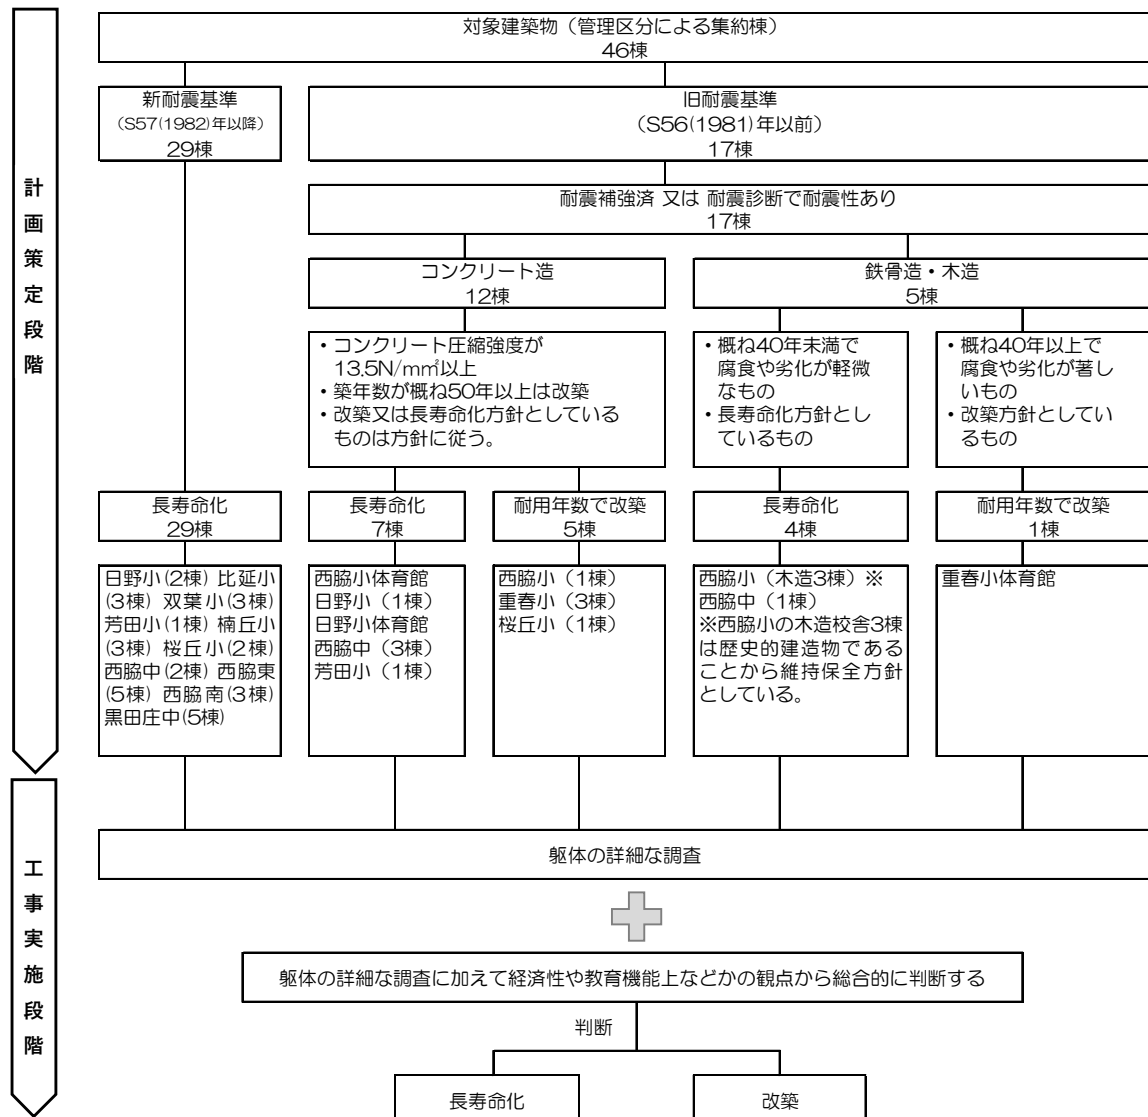 対象建築物（管理区分による集約棟）
46棟
新耐震基準
（S57(1982)年以降）
29棟
旧耐震基準
（S56(1981)年以前）
17棟
計画策定段階
耐震補強済 又は 耐震診断で耐震性あり
17棟
コンクリート造
12棟
鉄骨造・木造
5棟
・コンクリート圧縮強度が
13.5N/m㎡以上
・築年数が概ね50年以上は改築
・改築又は長寿命化方針としている
ものは方針に従う。
・概ね40年未満で
腐食や劣化が軽微
なもの
・長寿命化方針とし
ているもの
・概ね40年以上で
腐食や劣化が著し
いもの
・改築方針としてい
るもの
長寿命化
29棟
長寿命化
7棟
耐用年数で改築
5棟
長寿命化
4棟
耐用年数で改築
1棟
日野小(2棟) 比延小
(3棟) 双葉小(3棟)
芳田小(1棟) 楠丘小
(3棟) 桜丘小(2棟)
西脇中(2棟) 西脇東
(5棟) 西脇南(3棟)
黒田庄中(5棟)
西脇小体育館
日野小（1棟）
日野小体育館
西脇中（3棟）
芳田小（1棟）
西脇小（1棟）
重春小（3棟）
桜丘小（1棟）
西脇小（木造3棟）※
西脇中（1棟）
※西脇小の木造校舎3棟
は歴史的建造物である
ことから維持保全方針
としている。
重春小体育館
工事実施段階
躯体の詳細な調査
躯体の詳細な調査に加えて経済性や教育機能上などかの観点から総合的に判断する
判断
長寿命化
改築